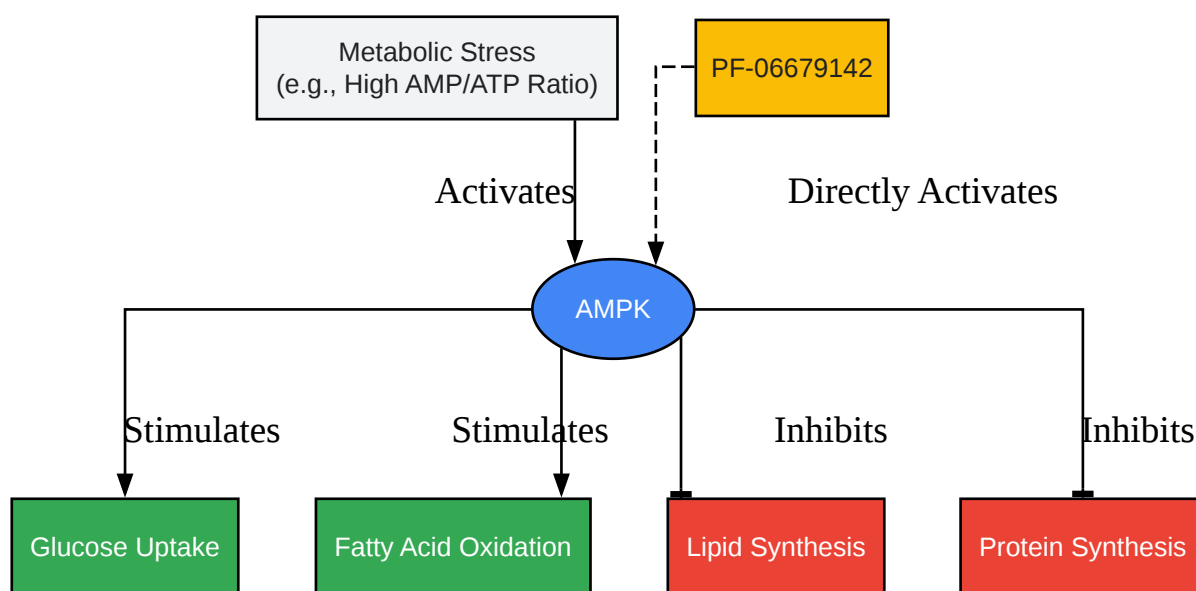 Metabolic Stress
(e.g., High AMP/ATP Ratio)
PF-06679142
Activates
Directly Activates
AMPK
Stimulates
Stimulates
Inhibits
Inhibits
Glucose Uptake
Fatty Acid Oxidation
Lipid Synthesis
Protein Synthesis